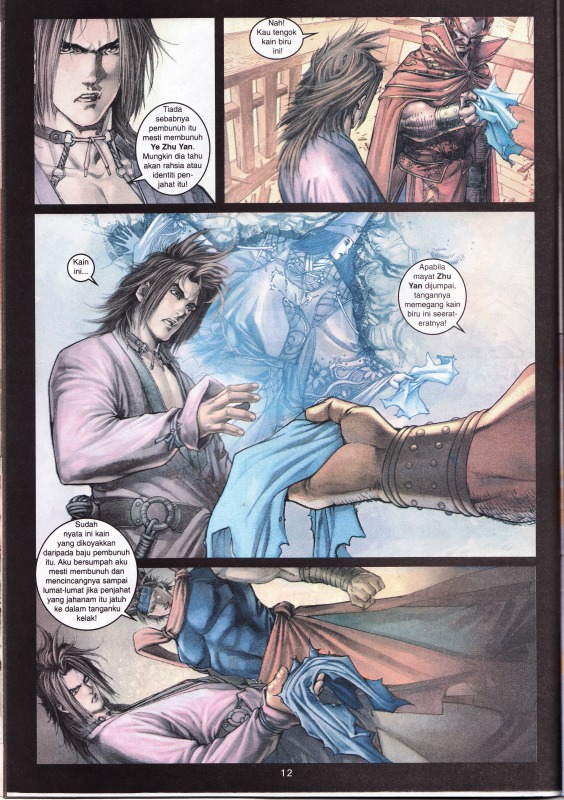 Tiada
sebabnya
pembunuh itu
mesti membunuh
Ye Zhu Yan.
Mungkin dia tahu
akan rahsia atau
identiti pen-
jahat itu!
Nah!
Kau tengok
kain biru
ini!
Kain
ini...
Apabila
mayat Zhu
Yan dijumpai,
tangannya
memegang kain
biru ini seerat-
eratnya!
Sudah
nyata ini kain
yang dikoyakkan
daripada baju pembunuh
itu. Aku bersumpah aku
mesti membunuh dan
mencincangnya sampai
lumat-lumat jika penjahat
yang jahanam itu jatuh
ke dalam tanganku
kelak!
12